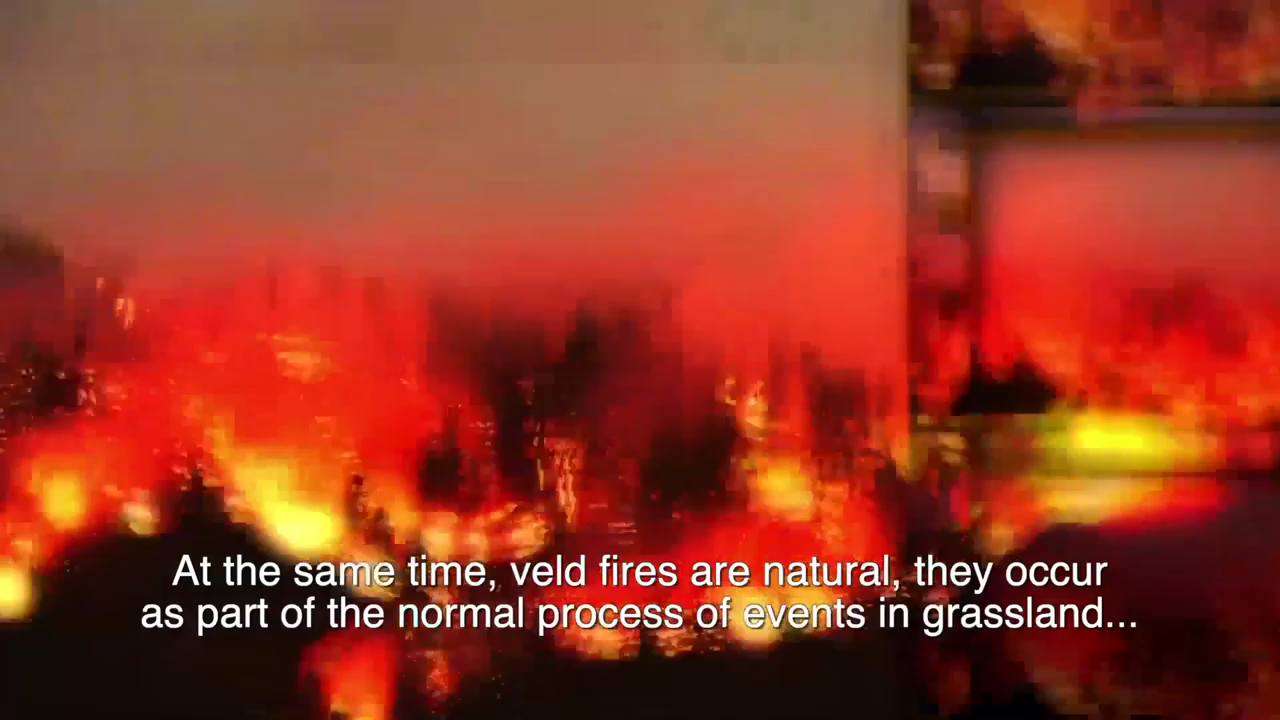 At the same time, veld fires are natural, they occur
as part of the normal process of events in grassland...